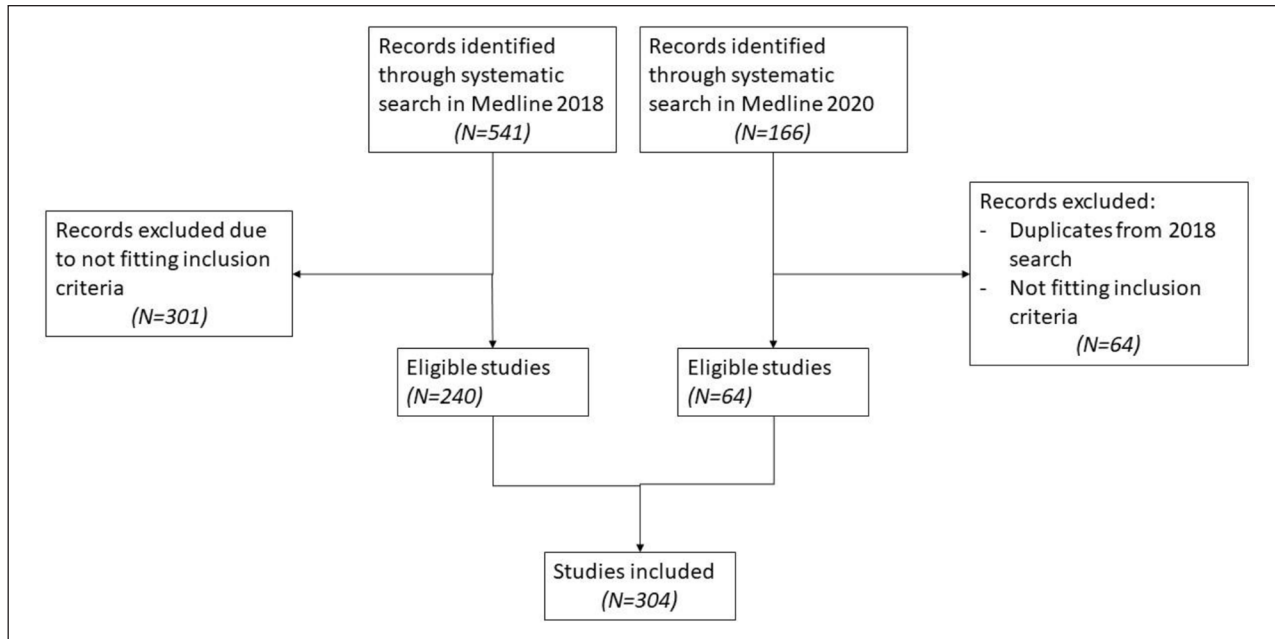 Records identified
through systematic
search in Medline 2018
(N=541)
Records identified
through systematic
search in Medline 2020
(N=166)
Records excluded due
to not fitting inclusion
criteria
(N=301)
Records excluded:
- Duplicates from 2018
search
- Not fitting inclusion
criteria
(N=64)
Eligible studies
(N=240)
Eligible studies
(N=64)
Studies included
(N=304)